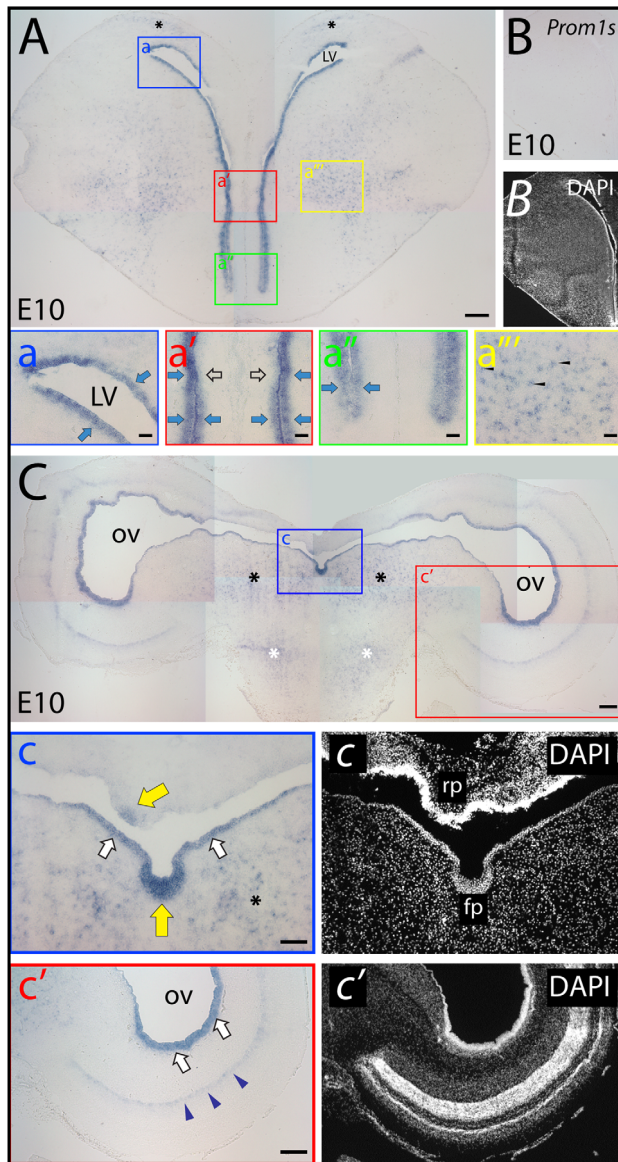 A
*
*
a
LV
a'
a'''
a''
E10
B
Prom1s
E10
B
DAPI
a
LV
a'
a''
a'''
C
ov
c
*
*
c'
ov
*
*
E10
c
*
c
DAPI
rp
fp
c'
ov
c'
DAPI